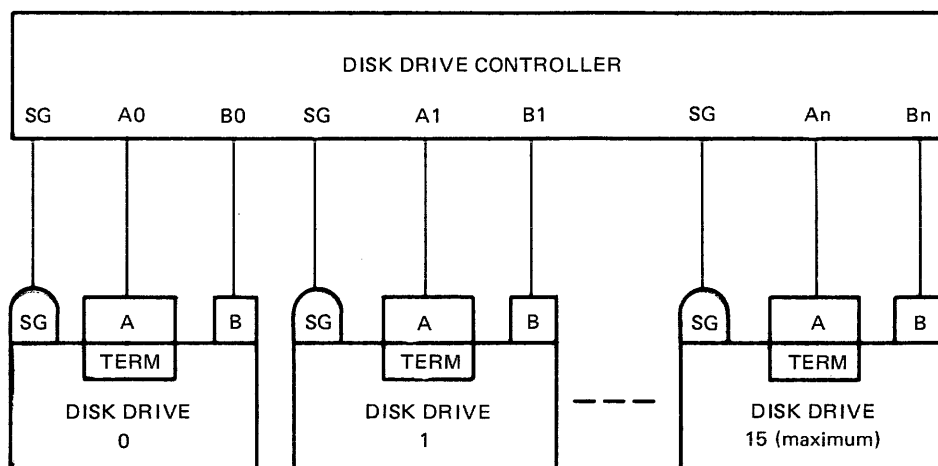 DISK DRIVE CONTROLLER
SG A0 B0 SG A1 B1 SG An Bn
SG A B SG A B SG A B
TERM TERM TERM
DISK DRIVE DISK DRIVE DISK DRIVE
0 1 15 (maximum)